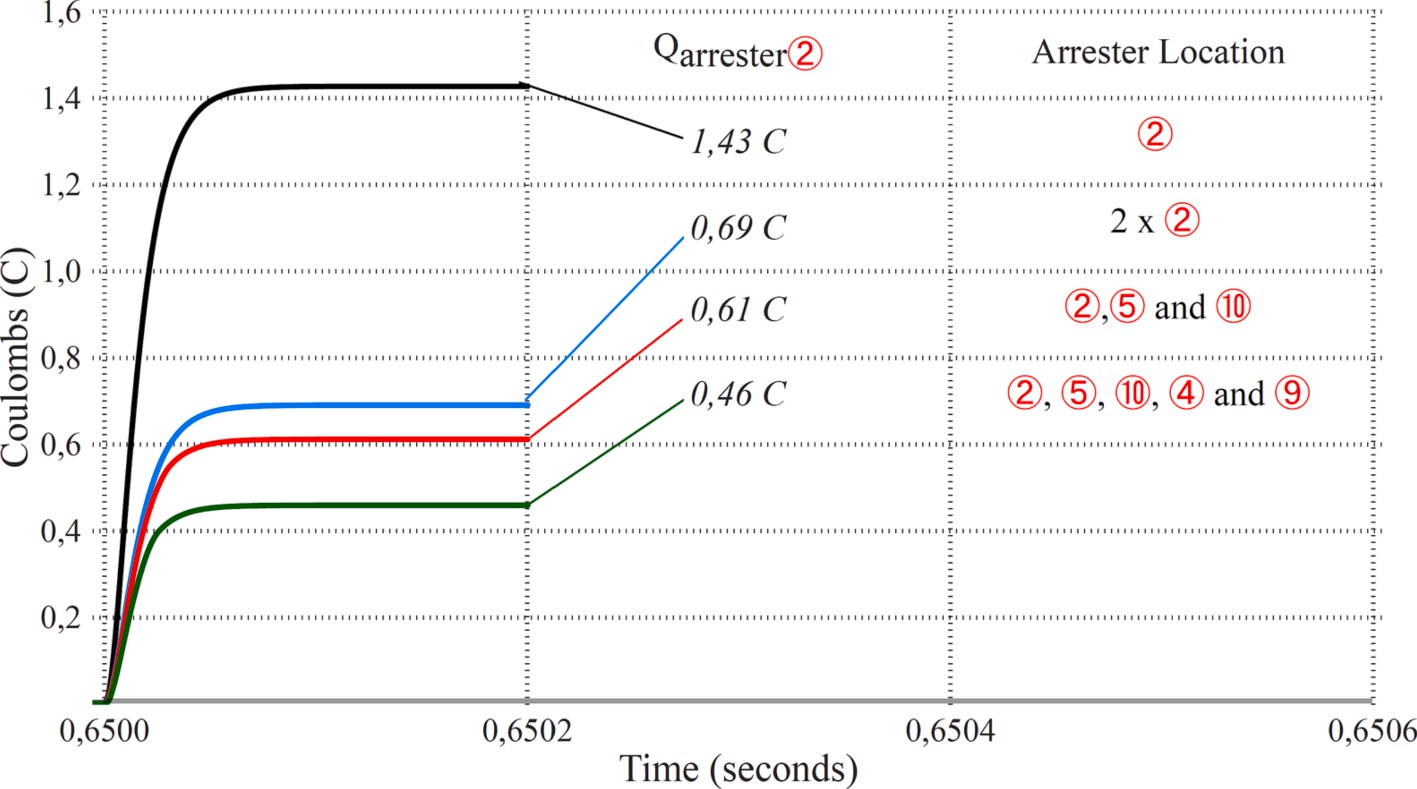 1,6
Qarrester② Arrester Location
1,4
1,43 C ②
1,2
0,69 C 2 x ②
1,0
0,61 C ②,⑤ and ⑩
0,8
0,46 C ②, ⑤, ⑩, ④ and ⑨
0,6
0,4
0,2
Coulombs (C)
0,6500 0,6502 0,6504 0,6506
Time (seconds)